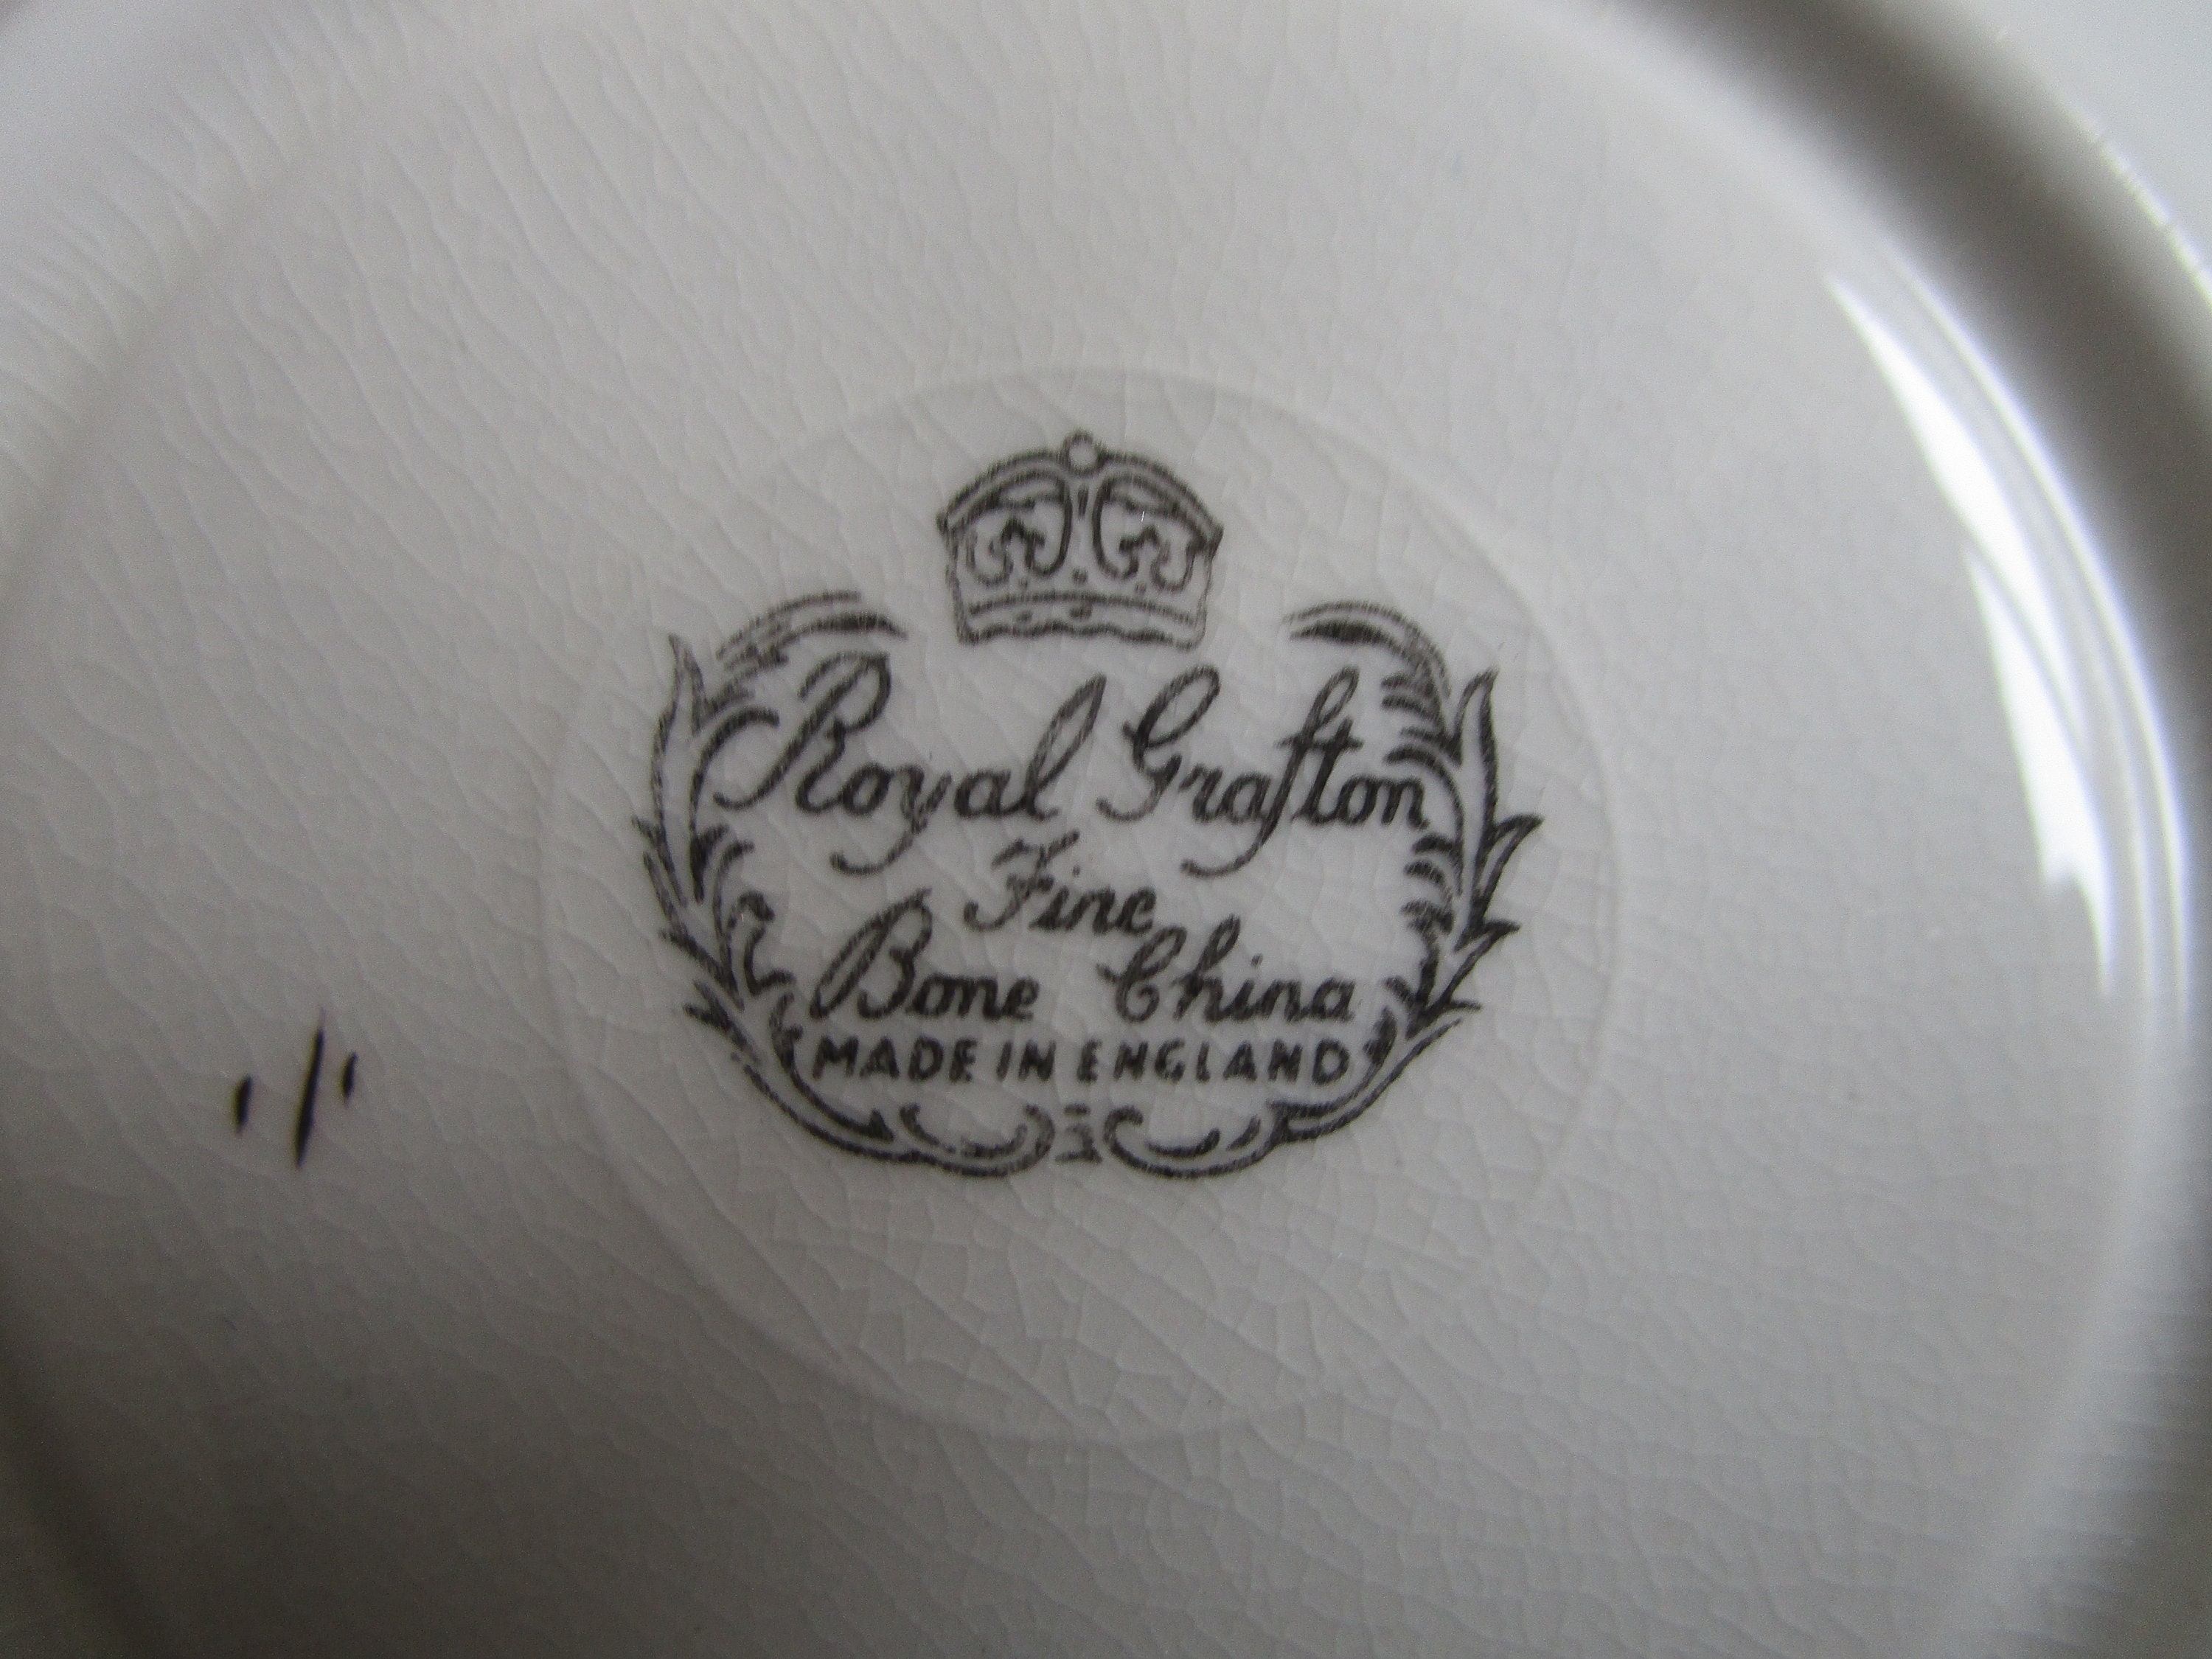 Royal Grafton
Fine
Bone China
MADE IN ENGLAND